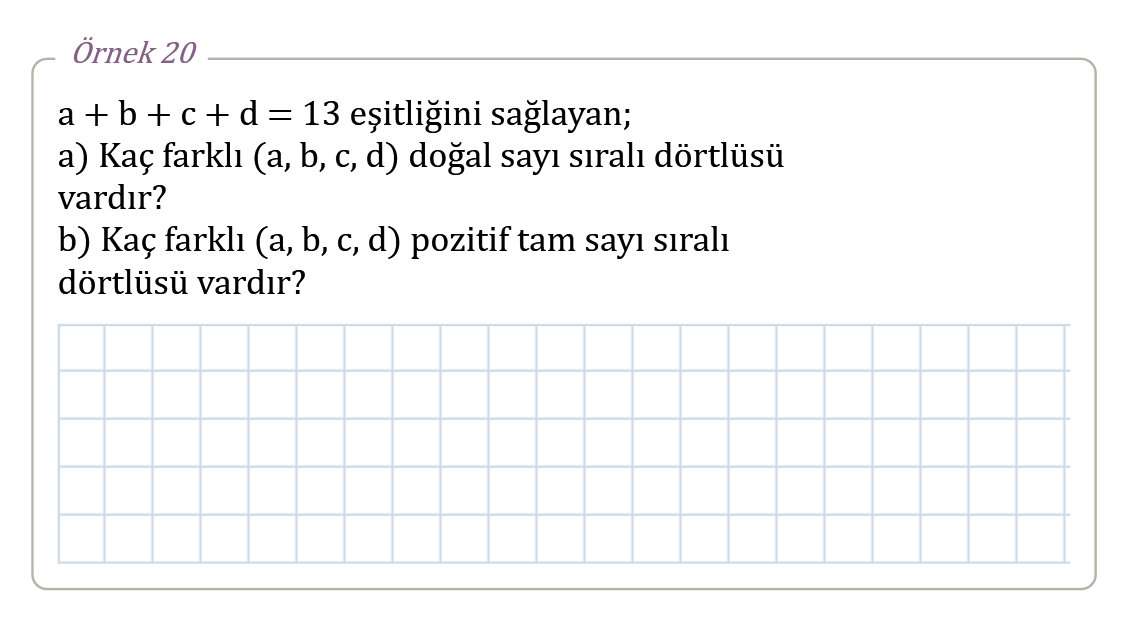 Örnek 20
a + b + c + d = 13 eşitliğini sağlayan;
a) Kaç farklı (a, b, c, d) doğal sayı sıralı dörtlüsü
vardır?
b) Kaç farklı (a, b, c, d) pozitif tam sayı sıralı
dörtlüsü vardır?